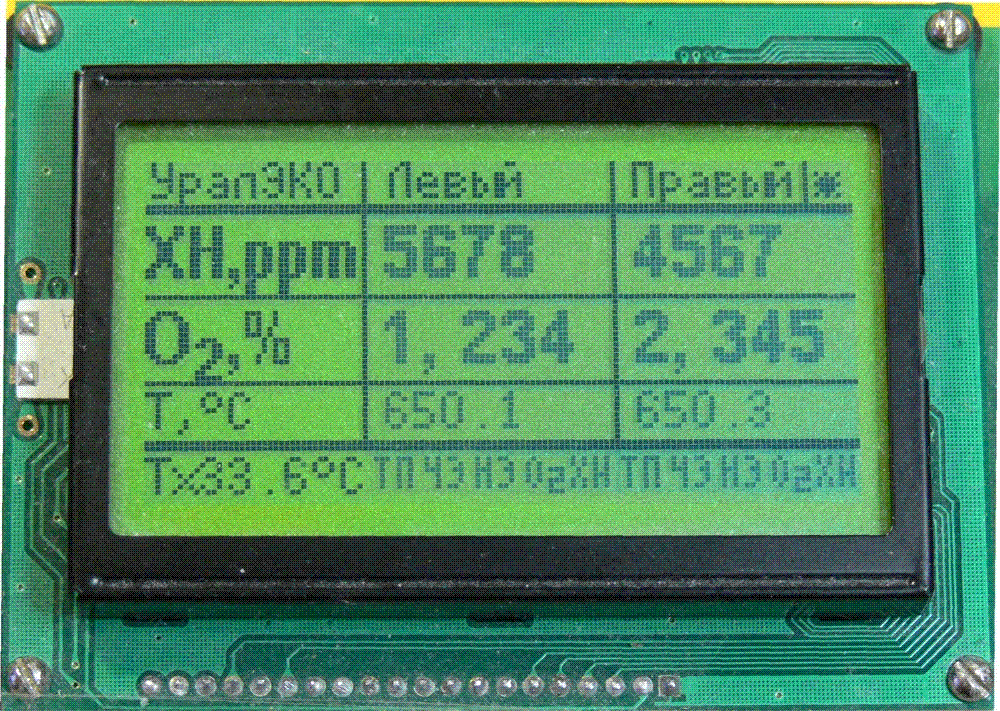 УрапЭКО Левый Правый ж
ХН,ppm 5678 4567
O₂,% 1,234 2,345
Т,°C 650.1 650.3
Тх33.6°C ТП ЧЭ НЭ O₂ ХН ТП ЧЭ НЭ O₂ ХН